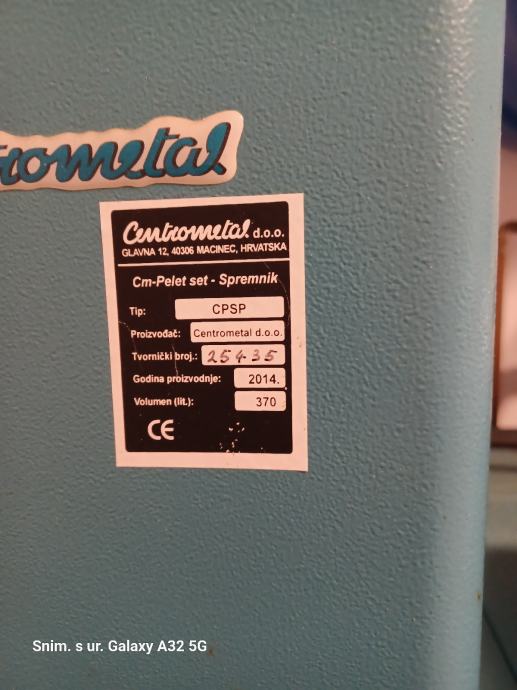 trometal
Centrometal d.o.o.
GLAVNA 12, 40306 MACINEC, HRVATSKA
Cm-Pelet set - Spremnik
Tip: CPSP
Proizvođač: Centrometal d.o.o.
Tvornički broj.: 25435
Godina proizvodnje: 2014.
Volumen (lit.): 370
CE
Snim. s ur. Galaxy A32 5G